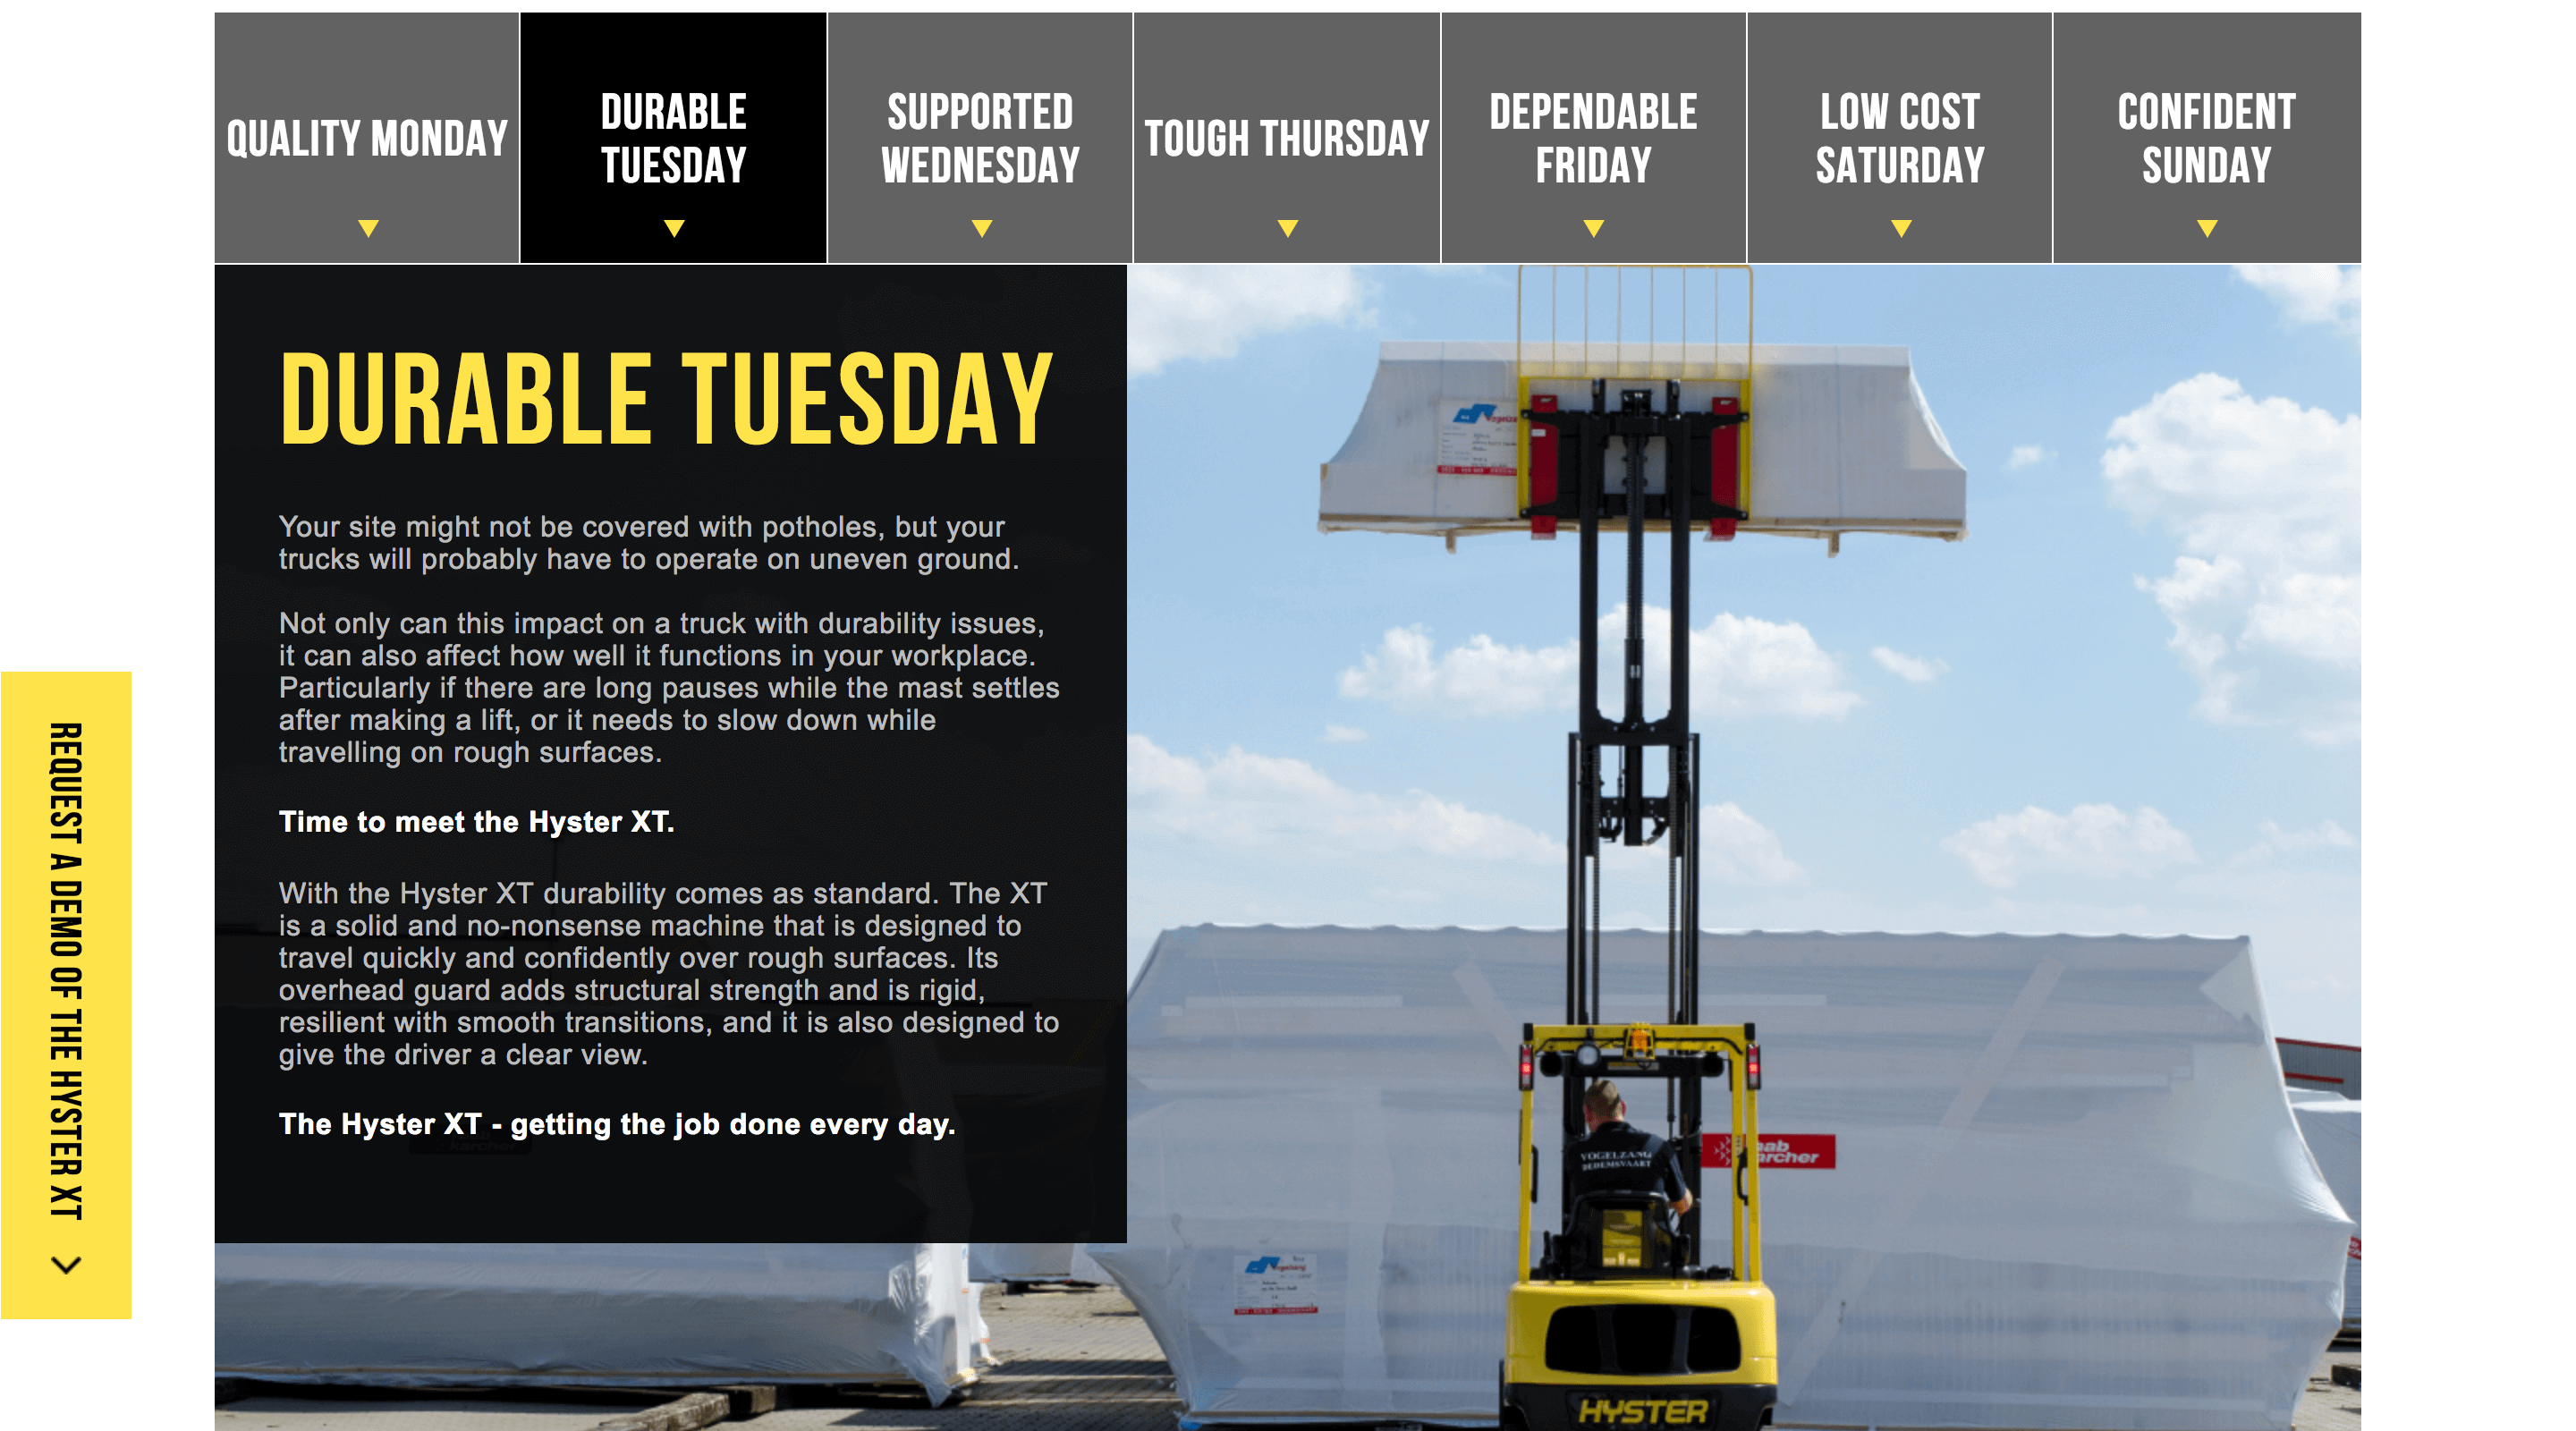 QUALITY MONDAY
DURABLE
TUESDAY
SUPPORTED
WEDNESDAY
TOUGH THURSDAY
DEPENDABLE
FRIDAY
LOW COST
SATURDAY
CONFIDENT
SUNDAY
DURABLE TUESDAY
Your site might not be covered with potholes, but your
trucks will probably have to operate on uneven ground.
Not only can this impact on a truck with durability issues,
it can also affect how well it functions in your workplace.
Particularly if there are long pauses while the mast settles
after making a lift, or it needs to slow down while
travelling on rough surfaces.
Time to meet the Hyster XT.
With the Hyster XT durability comes as standard. The XT
is a solid and no-nonsense machine that is designed to
travel quickly and confidently over rough surfaces. Its
overhead guard adds structural strength and is rigid,
resilient with smooth transitions, and it is also designed to
give the driver a clear view.
The Hyster XT - getting the job done every day.
REQUEST A DEMO OF THE HYSTER XT
VOGELZANG
DEDEMSVAART
HYSTER